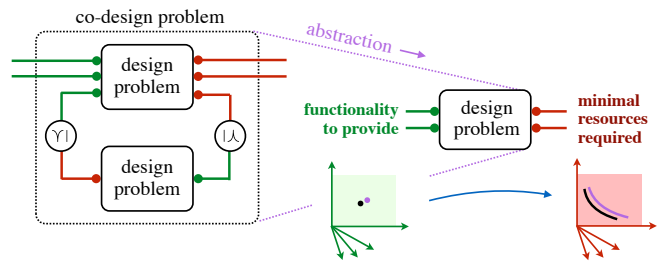 co-design problem
abstraction
design
problem
functionality
to provide
design
problem
minimal
resources
required
design
problem